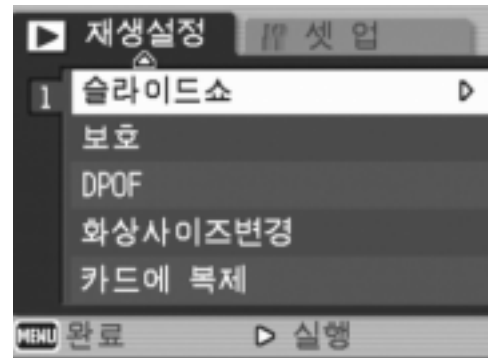 재생설정 셋 업
1 슬라이드쇼
보호
DPOF
화상사이즈변경
카드에 복제
MENU 완료 실행